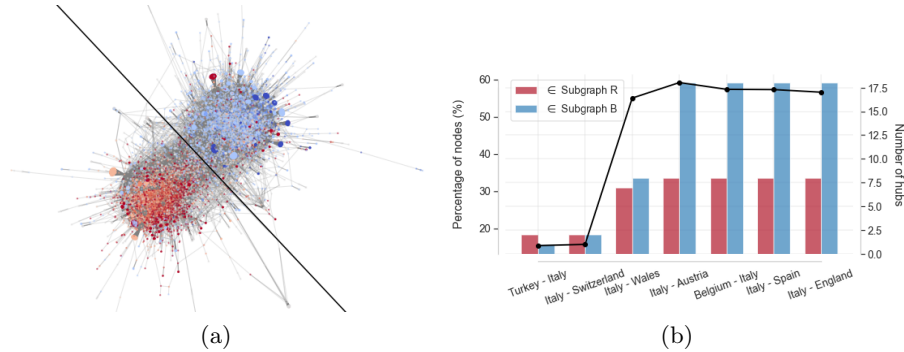 60
50
40
30
20
Percentage of nodes (%)
∈ Subgraph R
∈ Subgraph B
17.5
15.0
12.5
10.0
7.5
5.0
2.5
0.0
Number of hubs
Turkey - Italy
Italy - Switzerland
Italy - Wales
Italy - Austria
Belgium - Italy
Italy - Spain
Italy - England
(a)
(b)